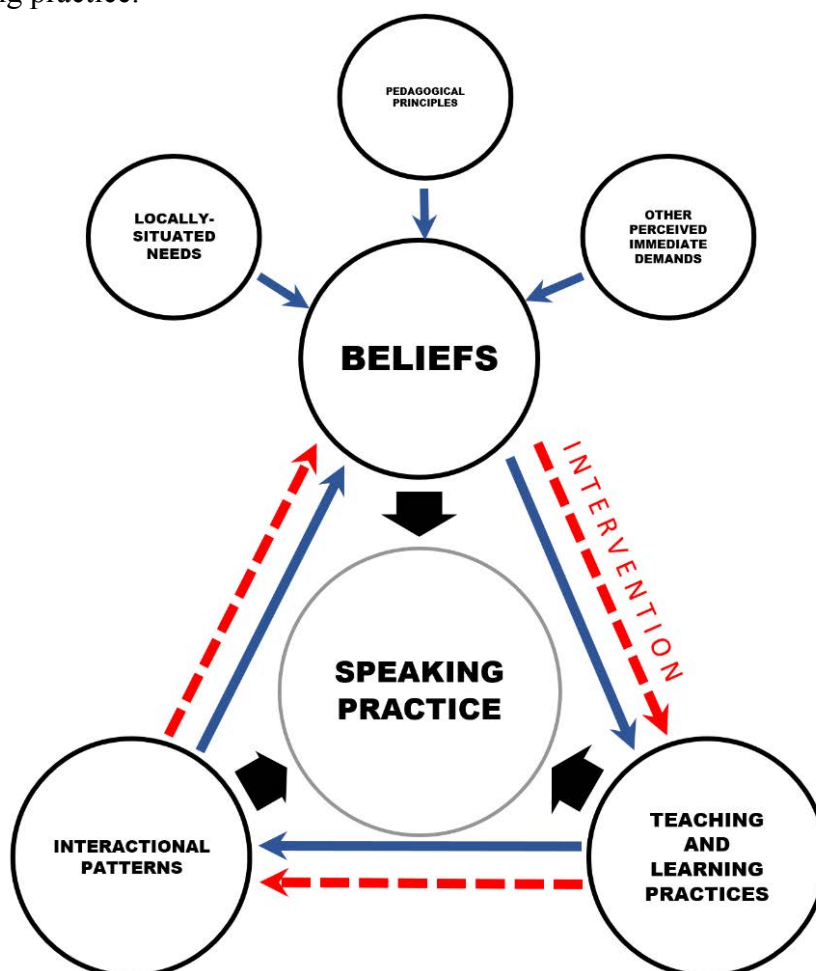 PEDAGOGICAL
PRINCIPLES
LOCALLY-
SITUATED
NEEDS
OTHER
PERCEIVED
IMMEDIATE
DEMANDS
BELIEFS
INTERVENTION
SPEAKING
PRACTICE
INTERACTIONAL
PATTERNS
TEACHING
AND
LEARNING
PRACTICES